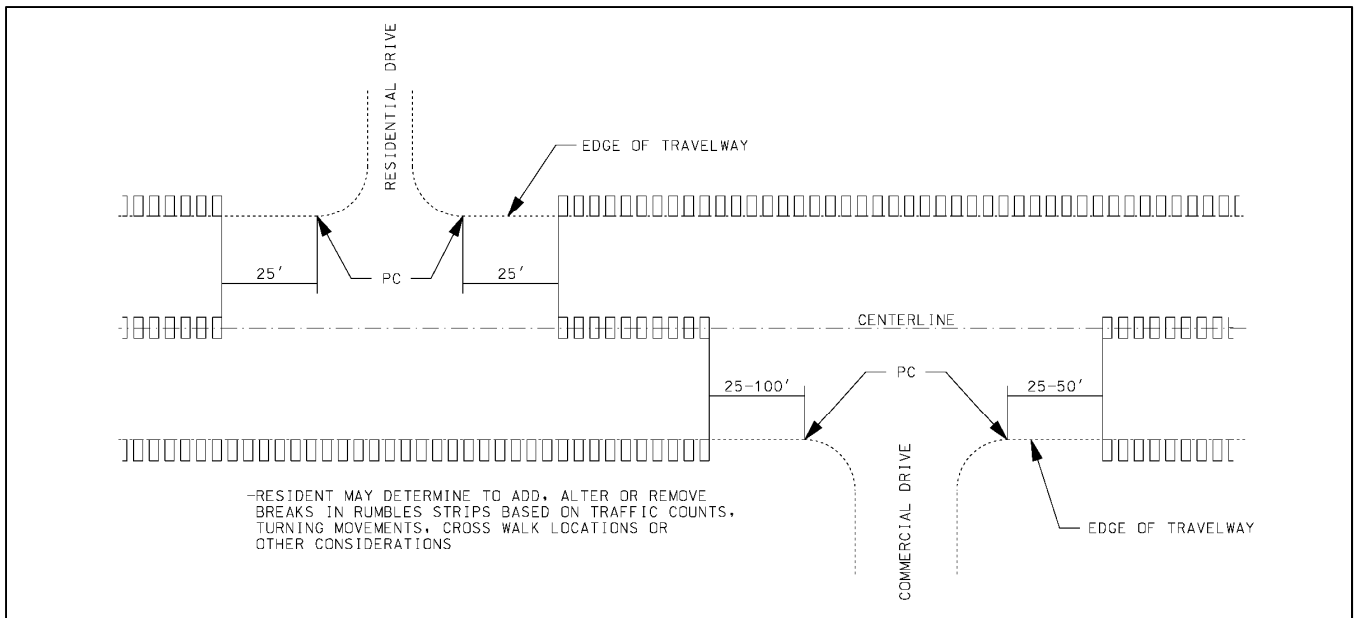 RESIDENTIAL DRIVE
EDGE OF TRAVELWAY
25'
PC
25'
CENTERLINE
25-100'
PC
25-50'
-RESIDENT MAY DETERMINE TO ADD, ALTER OR REMOVE
BREAKS IN RUMBLES STRIPS BASED ON TRAFFIC COUNTS,
TURNING MOVEMENTS, CROSS WALK LOCATIONS OR
OTHER CONSIDERATIONS
COMMERCIAL DRIVE
EDGE OF TRAVELWAY